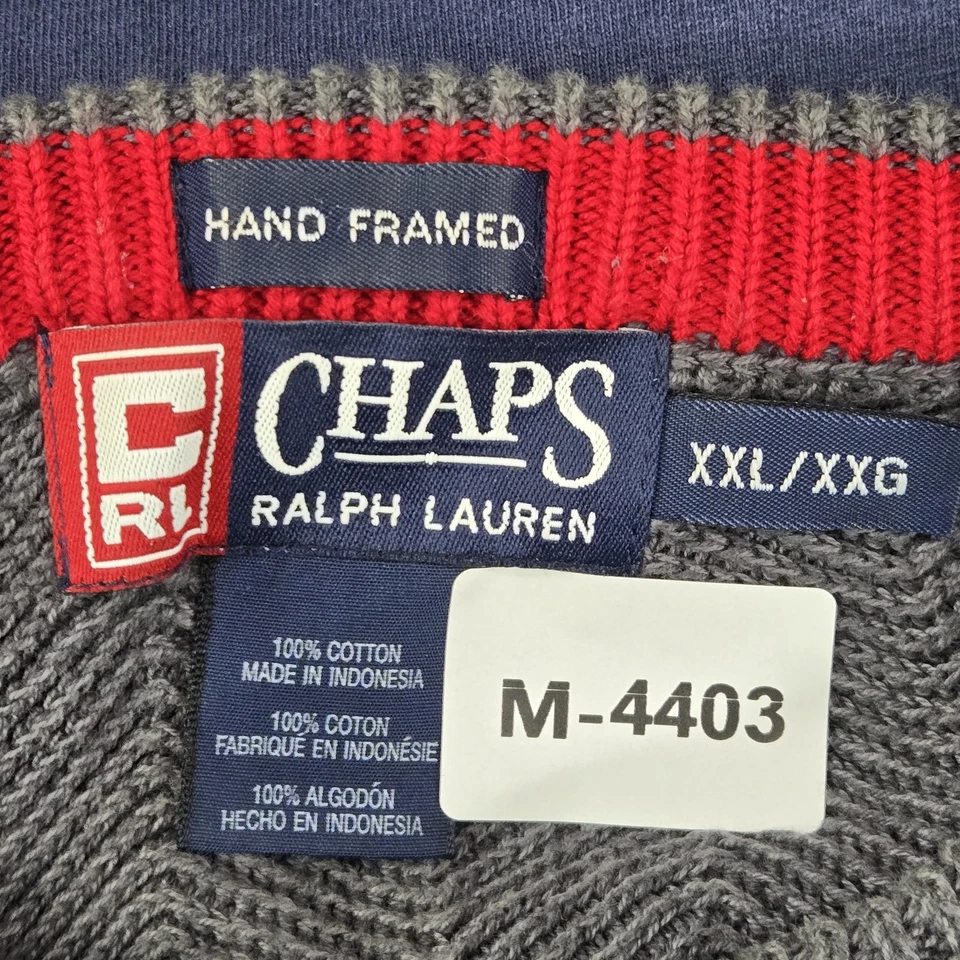 HAND FRAMED
C
RL
CHAPS
RALPH LAUREN
XXL/XXG
100% COTTON
MADE IN INDONESIA
100% COTON
FABRIQUÉ EN INDONÉSIE
100% ALGODÓN
HECHO EN INDONESIA
M-4403